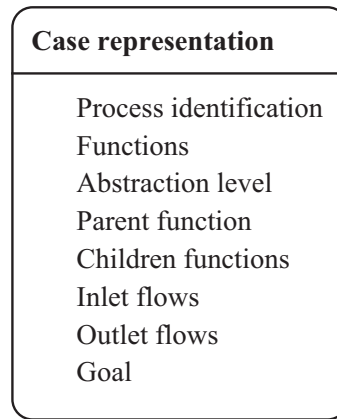 Case representation
Process identification
Functions
Abstraction level
Parent function
Children functions
Inlet flows
Outlet flows
Goal